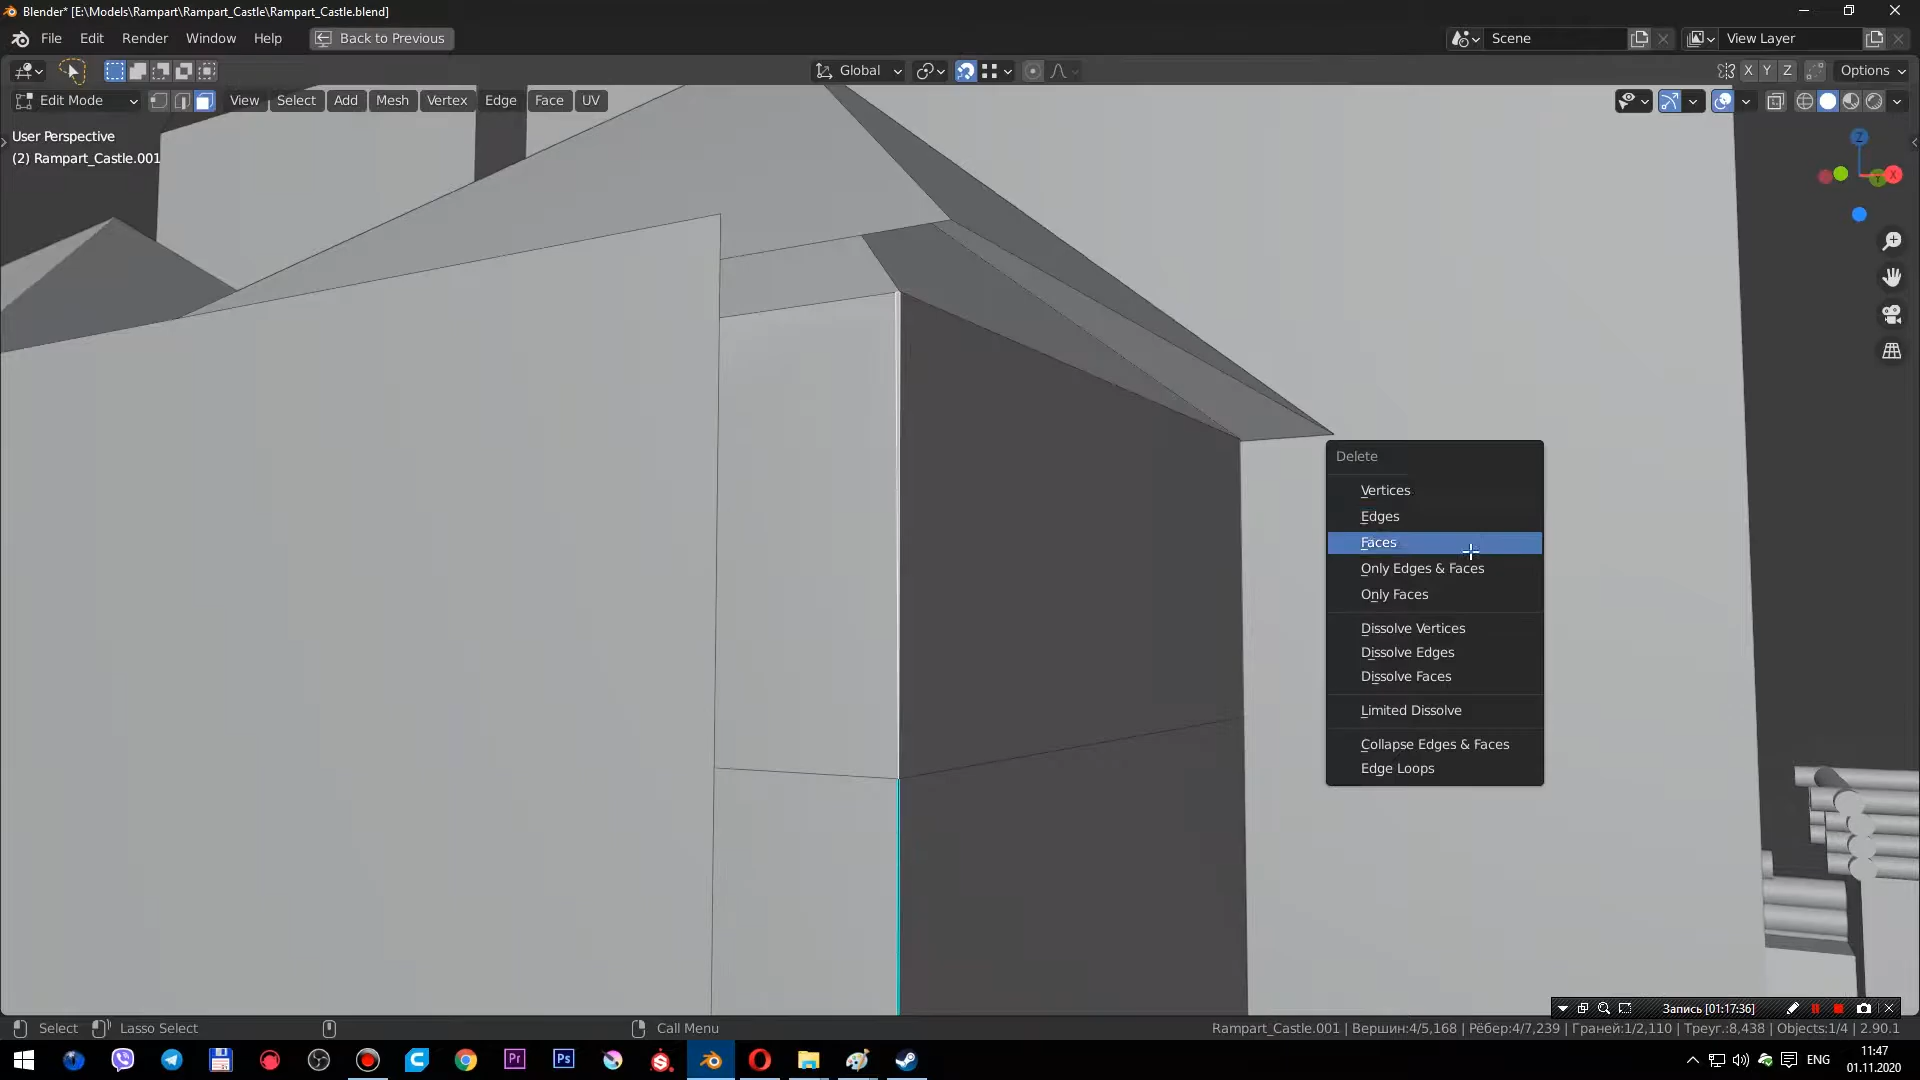 Blender* [E:\Models\Rampart\Rampart_Castle\Rampart_Castle.blend]
File Edit Render Window Help Back to Previous Scene View Layer
Global X Y Z Options
Edit Mode View Select Add Mesh Vertex Edge Face UV
User Perspective
(2) Rampart_Castle.001
Z
X
Y
Delete
Vertices
Edges
Faces
Only Edges & Faces
Only Faces
Dissolve Vertices
Dissolve Edges
Dissolve Faces
Limited Dissolve
Collapse Edges & Faces
Edge Loops
Запись [01:17:36]
Select Lasso Select Call Menu Rampart_Castle.001 | Вершин:4/5,168 | Рёбер:4/7,239 | Граней:1/2,110 | Треуг.:8,438 | Objects:1/4 | 2.90.1
Pr Ps ENG 11:47
01.11.2020